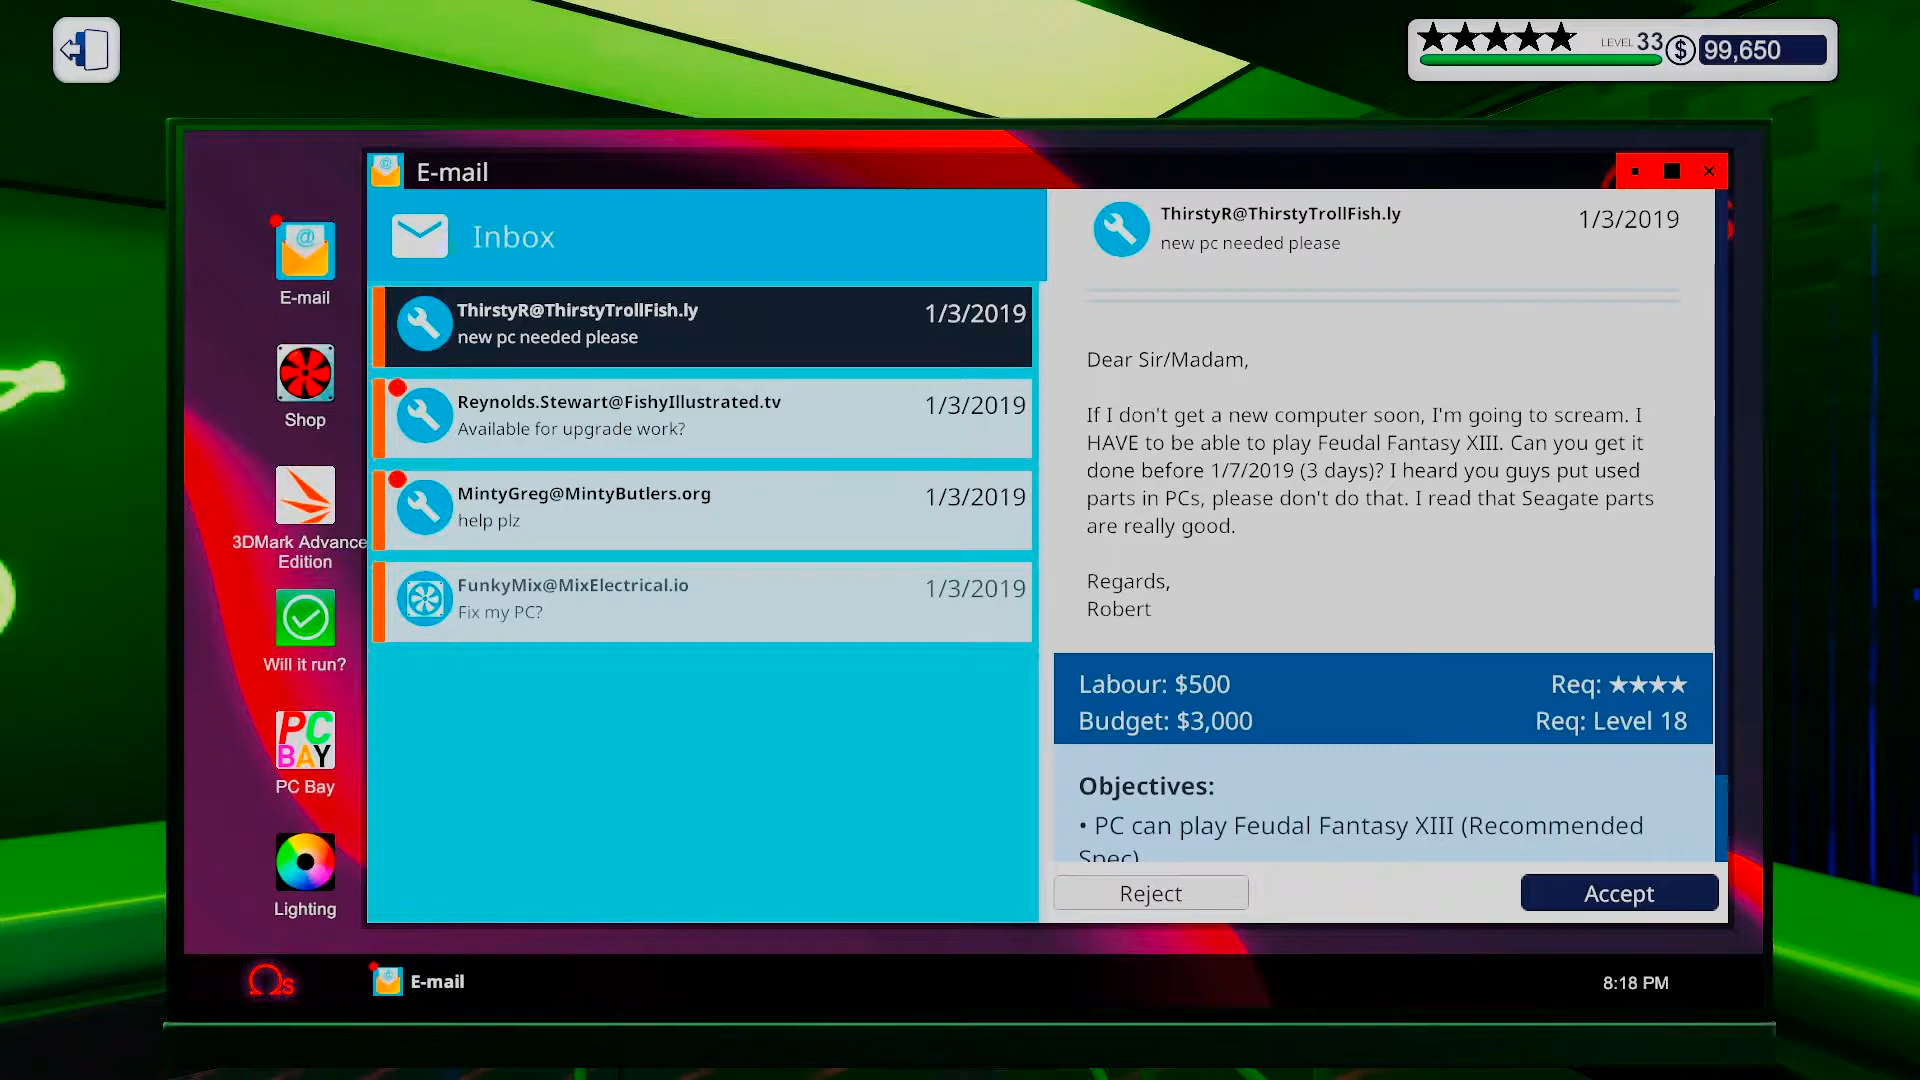 LEVEL 33 $ 99,650
E-mail
Inbox
ThirstyR@ThirstyTrollFish.ly 1/3/2019
new pc needed please
Reynolds.Stewart@FishyIllustrated.tv 1/3/2019
Available for upgrade work?
MintyGreg@MintyButlers.org 1/3/2019
help plz
FunkyMix@MixElectrical.io 1/3/2019
Fix my PC?
ThirstyR@ThirstyTrollFish.ly 1/3/2019
new pc needed please
Dear Sir/Madam,
If I don't get a new computer soon, I'm going to scream. I
HAVE to be able to play Feudal Fantasy XIII. Can you get it
done before 1/7/2019 (3 days)? I heard you guys put used
parts in PCs, please don't do that. I read that Seagate parts
are really good.
Regards,
Robert
Labour: $500 Req: ★★★★
Budget: $3,000 Req: Level 18
Objectives:
• PC can play Feudal Fantasy XIII (Recommended
Spec)
Reject Accept
E-mail
Shop
3DMark Advance
Edition
Will it run?
PC
BAY
PC Bay
Lighting
Ωs
E-mail
8:18 PM